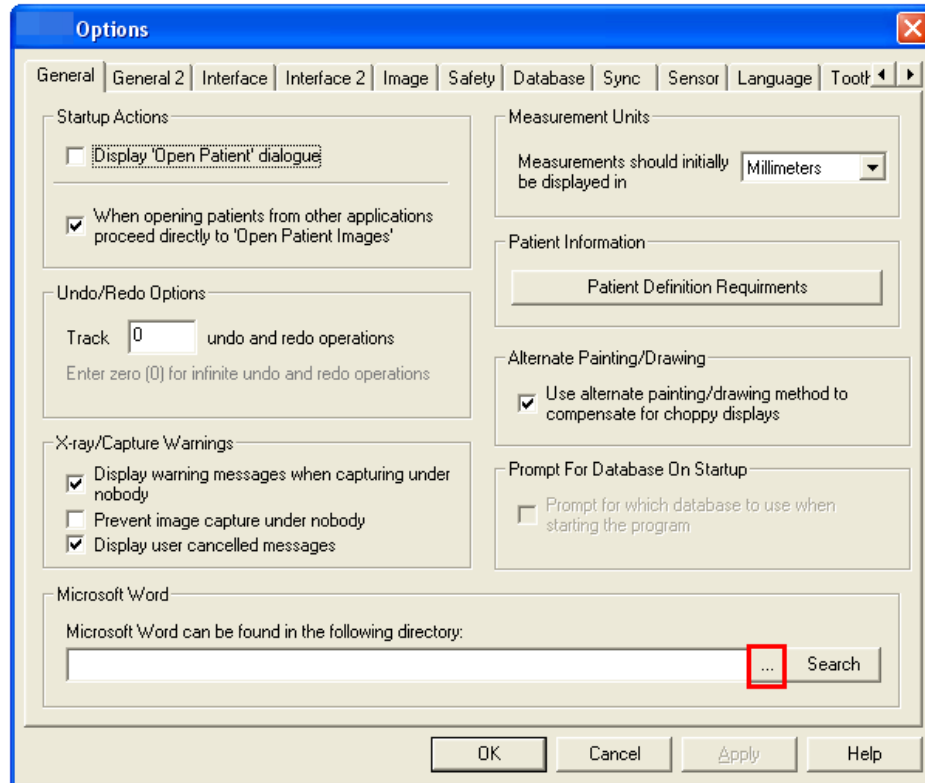 Options
General General 2 Interface Interface 2 Image Safety Database Sync Sensor Language
Startup Actions
Display 'Open Patient' dialogue
When opening patients from other applications
proceed directly to 'Open Patient Images'
Undo/Redo Options
Track 0 undo and redo operations
Enter zero (0) for infinite undo and redo operations
X-ray/Capture Warnings
Display warning messages when capturing under
nobody
Prevent image capture under nobody
Display user cancelled messages
Measurement Units
Measurements should initially
be displayed in
Millimeters
Patient Information
Patient Definition Requirments
Alternate Painting/Drawing
Use alternate painting/drawing method to
compensate for choppy displays
Prompt For Database On Startup
Prompt for which database to use when
starting the program
Microsoft Word
Microsoft Word can be found in the following directory:
... Search
OK Cancel Apply Help